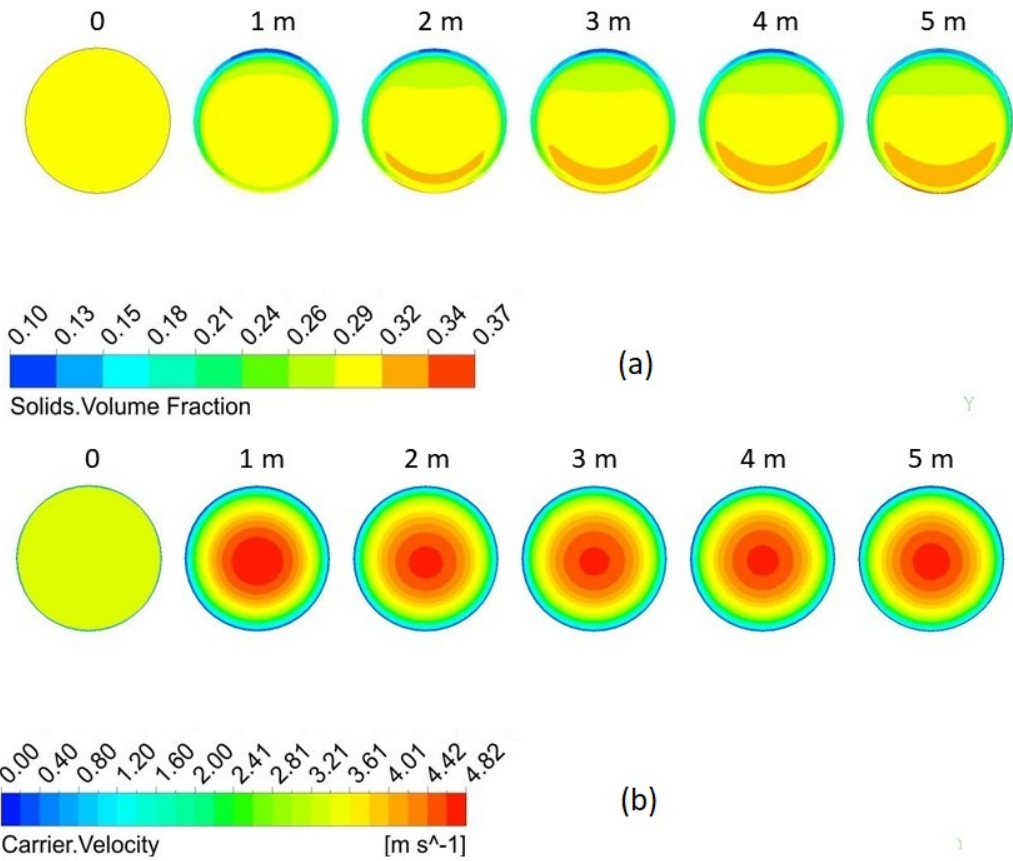 0 1 m 2 m 3 m 4 m 5 m
0.10 0.13 0.15 0.18 0.21 0.24 0.26 0.29 0.32 0.34 0.37
(a)
Solids.Volume Fraction
Y
0 1 m 2 m 3 m 4 m 5 m
0.00 0.40 0.80 1.20 1.60 2.00 2.41 2.81 3.21 3.61 4.01 4.42 4.82
(b)
Carrier.Velocity [m s^-1]